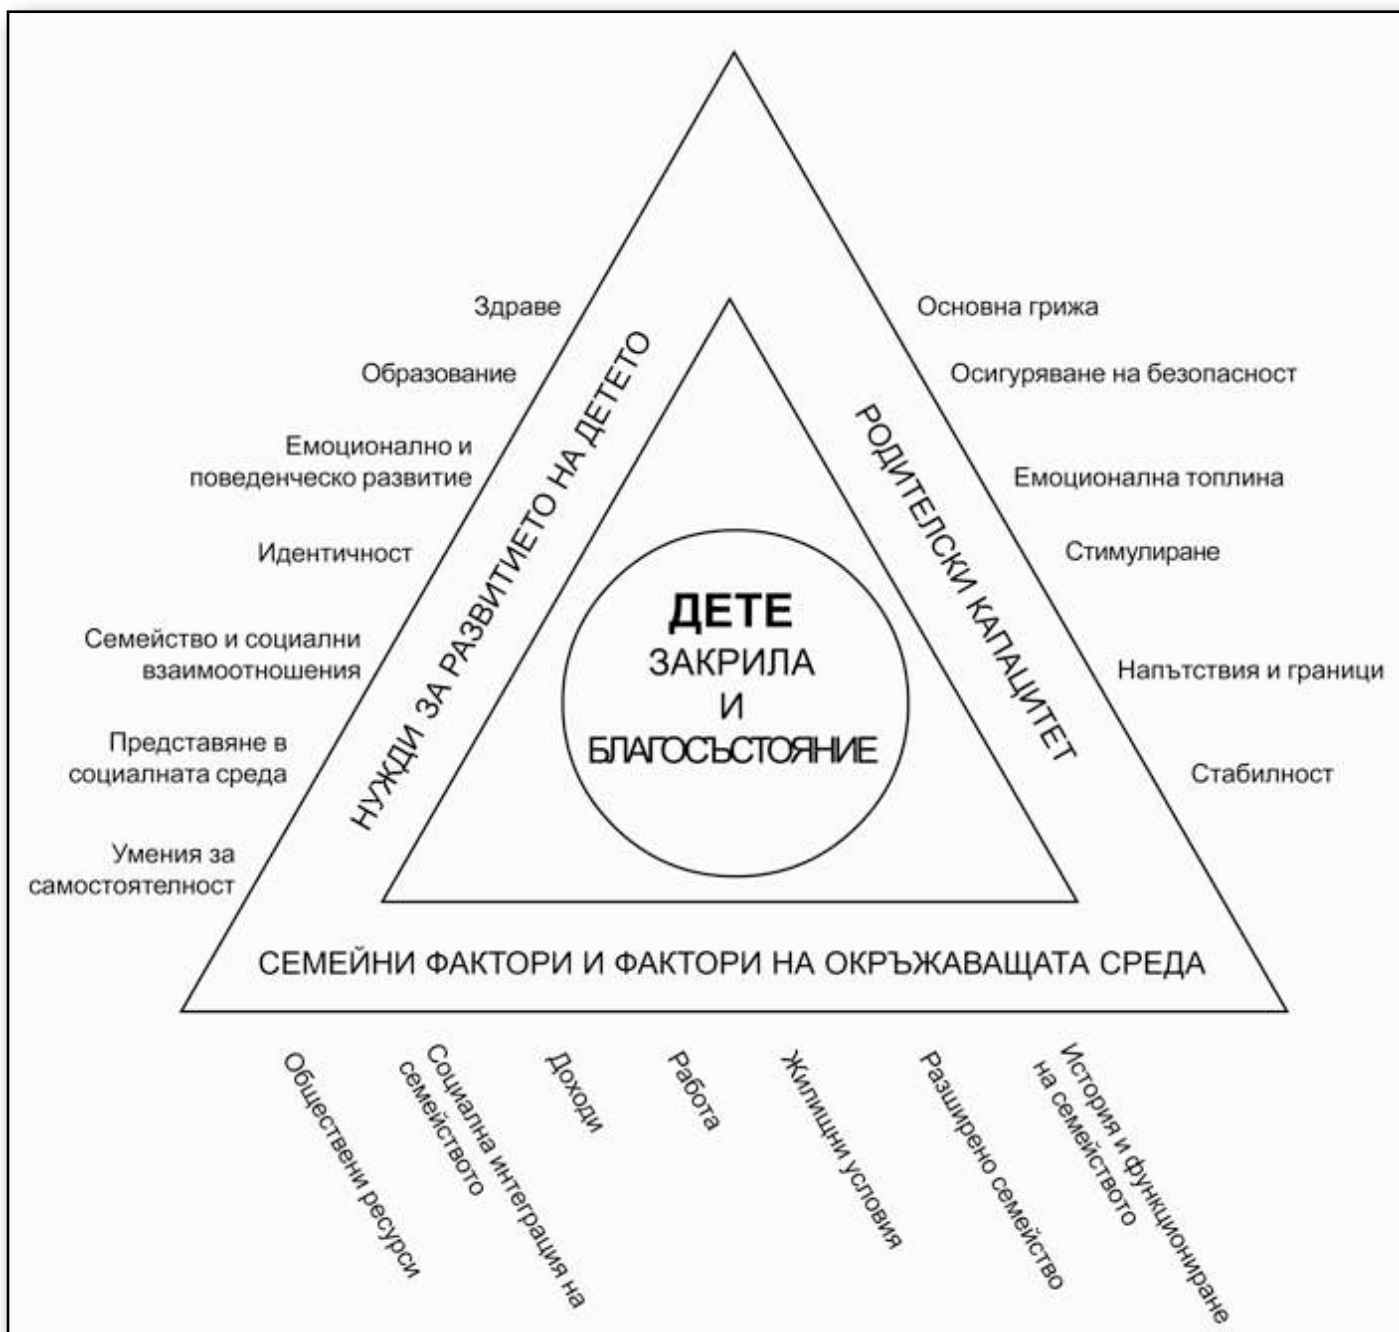 Здраве
Образование
Емоционално и
поведенческо развитие
Идентичност
Семейство и социални
взаимоотношения
Представяне в
социалната среда
Умения за
самостоятелност
НУЖДИ ЗА РАЗВИТИЕТО НА ДЕТЕТО
ДЕТЕ
ЗАКРИЛА
И
БЛАГОСЪСТОЯНИЕ
РОДИТЕЛСКИ КАПАЦИТЕТ
Основна грижа
Осигуряване на безопасност
Емоционална топлина
Стимулиране
Напътствия и граници
Стабилност
СЕМЕЙНИ ФАКТОРИ И ФАКТОРИ НА ОКРЪЖАВАЩАТА СРЕДА
Обществени ресурси
Социална интеграция на
семейството
Доходи
Работа
Жилищни условия
Разширено семейство
История и функциониране
на семейството